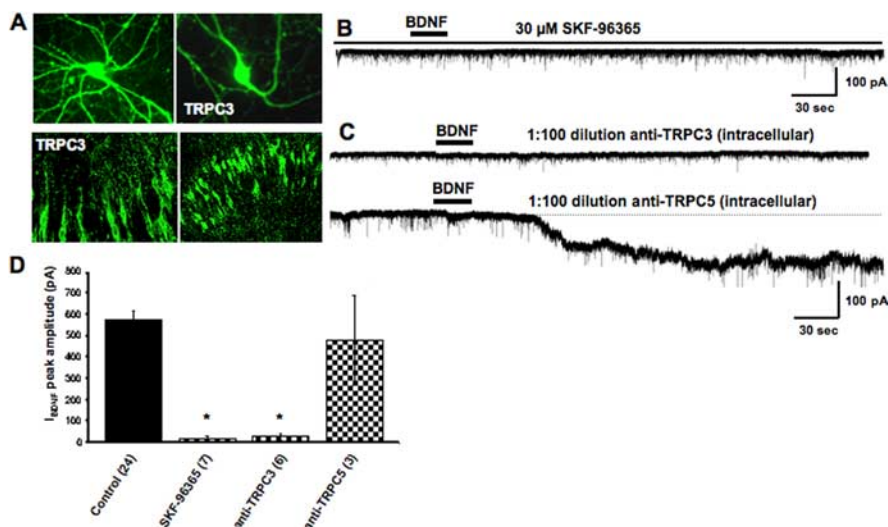 A
TRPC3
TRPC3
B
BDNF
30 µM SKF-96365
100 pA
30 sec
C
BDNF
1:100 dilution anti-TRPC3 (intracellular)
BDNF
1:100 dilution anti-TRPC5 (intracellular)
100 pA
30 sec
D
I BDNF peak amplitude (pA)
800
700
600
500
400
300
200
100
0
*
*
Control (24)
SKF-96365 (7)
anti-TRPC3 (6)
anti-TRPC5 (3)